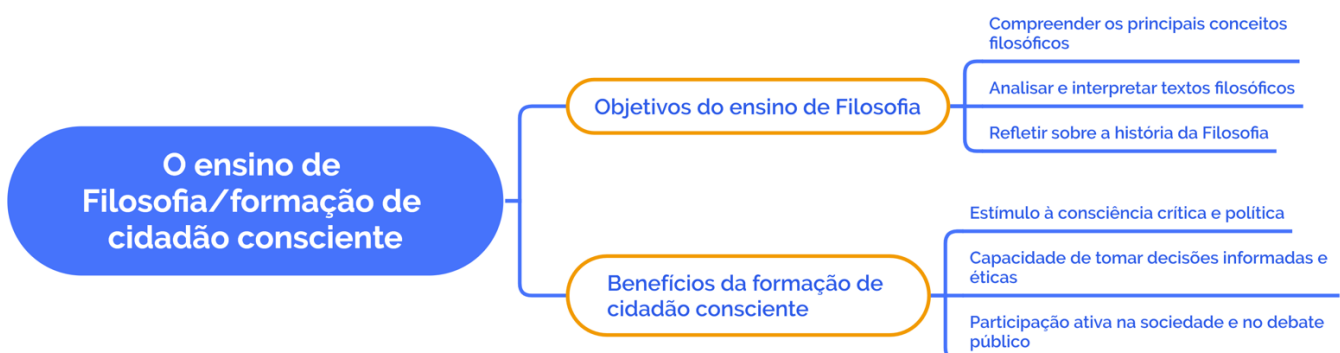 O ensino de
Filosofia/formação de
cidadão consciente
Objetivos do ensino de Filosofia
Compreender os principais conceitos
filosóficos
Analisar e interpretar textos filosóficos
Refletir sobre a história da Filosofia
Benefícios da formação de
cidadão consciente
Estímulo à consciência crítica e política
Capacidade de tomar decisões informadas e
éticas
Participação ativa na sociedade e no debate
público